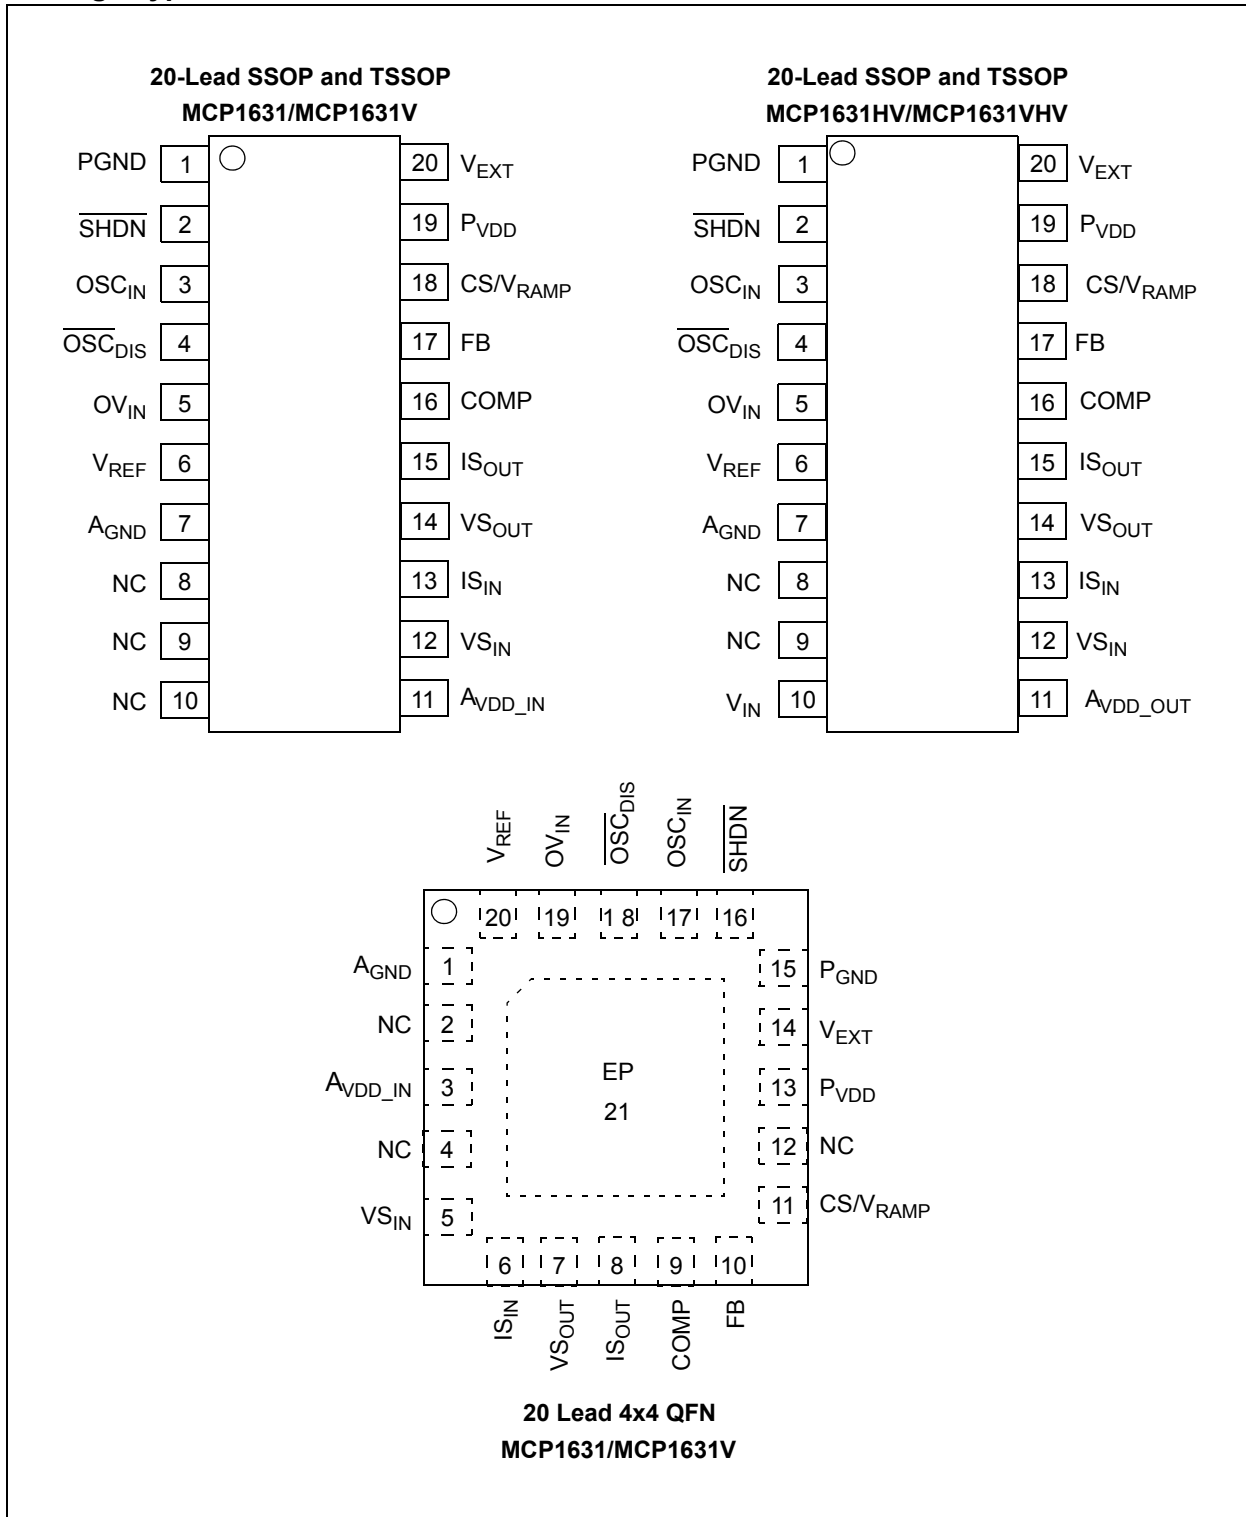 20-Lead SSOP and TSSOP
MCP1631/MCP1631V
PGND 1 20 VEXT
SHDN 2 19 PVDD
OSCIN 3 18 CS/VRAMP
OSCDIS 4 17 FB
OVIN 5 16 COMP
VREF 6 15 ISOUT
AGND 7 14 VSOUT
NC 8 13 ISIN
NC 9 12 VSIN
NC 10 11 AVDD_IN
20-Lead SSOP and TSSOP
MCP1631HV/MCP1631VHV
PGND 1 20 VEXT
SHDN 2 19 PVDD
OSCIN 3 18 CS/VRAMP
OSCDIS 4 17 FB
OVIN 5 16 COMP
VREF 6 15 ISOUT
AGND 7 14 VSOUT
NC 8 13 ISIN
NC 9 12 VSIN
VIN 10 11 AVDD_OUT
VREF OVIN OSCDIS OSCIN SHDN
20 19 1 8 17 16
AGND 1 15 PGND
NC 2 14 VEXT
AVDD_IN 3 EP 13 PVDD
21
NC 4 12 NC
VSIN 5 11 CS/VRAMP
6 7 8 9 10
ISIN VSOUT ISOUT COMP FB
20 Lead 4x4 QFN
MCP1631/MCP1631V